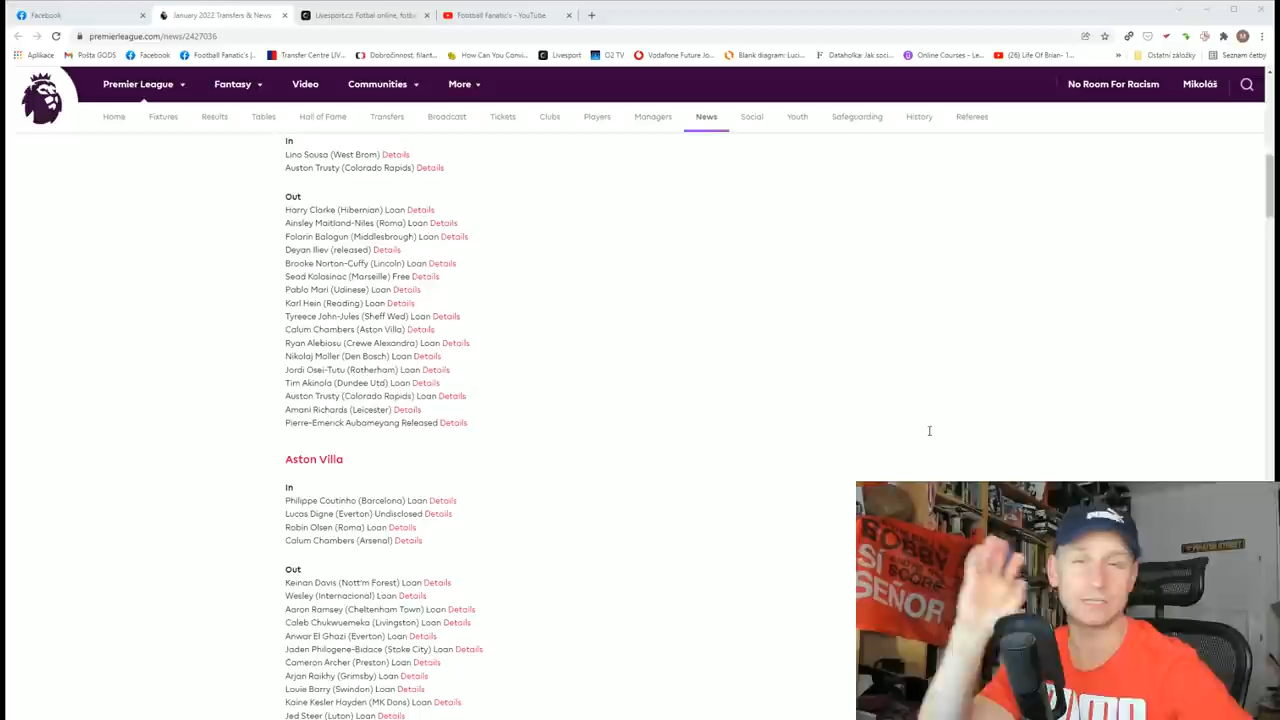 Facebook
January 2022 Transfers & News
Livesport.cz: Fotbal online, fotb
Football Fanatic's - YouTube
premierleague.com/news/2427036
Aplikace
Pošta GODS
Facebook
Football Fanatic's |...
Transfer Centre LIV...
Dobročinnost, filant...
How Can You Convi...
Livesport
O2 TV
Vodafone Future Jo...
Blank diagram: Luci...
Dataholka: Jak soci...
Online Courses - Le...
(26) Life Of Brian- 1...
»
Ostatní záložky
Seznam četby
Premier League
Fantasy
Video
Communities
More
No Room For Racism
Mikoláš
Home
Fixtures
Results
Tables
Hall of Fame
Transfers
Broadcast
Tickets
Clubs
Players
Managers
News
Social
Youth
Safeguarding
History
Referees
In
Lino Sousa (West Brom) Details
Auston Trusty (Colorado Rapids) Details
Out
Harry Clarke (Hibernian) Loan Details
Ainsley Maitland-Niles (Roma) Loan Details
Folarin Balogun (Middlesbrough) Loan Details
Deyan Iliev (released) Details
Brooke Norton-Cuffy (Lincoln) Loan Details
Sead Kolasinac (Marseille) Free Details
Pablo Mari (Udinese) Loan Details
Karl Hein (Reading) Loan Details
Tyreece John-Jules (Sheff Wed) Loan Details
Calum Chambers (Aston Villa) Details
Ryan Alebiosu (Crewe Alexandra) Loan Details
Nikolaj Moller (Den Bosch) Loan Details
Jordi Osei-Tutu (Rotherham) Loan Details
Tim Akinola (Dundee Utd) Loan Details
Auston Trusty (Colorado Rapids) Loan Details
Amani Richards (Leicester) Details
Pierre-Emerick Aubameyang Released Details
Aston Villa
In
Philippe Coutinho (Barcelona) Loan Details
Lucas Digne (Everton) Undisclosed Details
Robin Olsen (Roma) Loan Details
Calum Chambers (Arsenal) Details
Out
Keinan Davis (Nott'm Forest) Loan Details
Wesley (Internacional) Loan Details
Aaron Ramsey (Cheltenham Town) Loan Details
Caleb Chukwuemeka (Livingston) Loan Details
Anwar El Ghazi (Everton) Loan Details
Jaden Philogene-Bidace (Stoke City) Loan Details
Cameron Archer (Preston) Loan Details
Arjan Raikhy (Grimsby) Loan Details
Louie Barry (Swindon) Loan Details
Kaine Kesler Hayden (MK Dons) Loan Details
Jed Steer (Luton) Loan Details
BOBBY
SI
SEÑOR